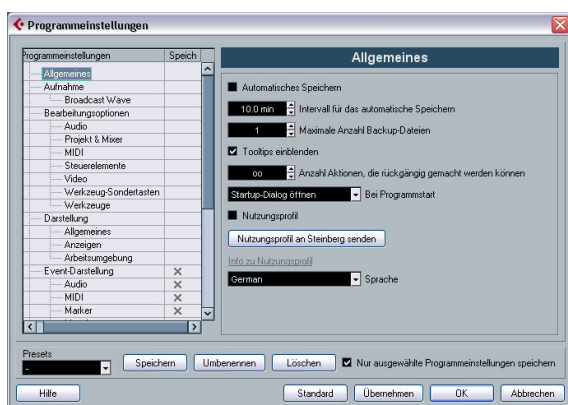 Programmeinstellungen
Programmeinstellungen Speich
Allgemeines
Aufnahme
Broadcast Wave
Bearbeitungsoptionen
Audio
Projekt & Mixer
MIDI
Steuerelemente
Video
Werkzeug-Sondertasten
Werkzeuge
Darstellung
Allgemeines
Anzeigen
Arbeitsumgebung
Event-Darstellung
Audio
MIDI
Marker
Allgemeines
Automatisches Speichern
10.0 min Intervall für das automatische Speichern
1 Maximale Anzahl Backup-Dateien
Tooltips einblenden
oo Anzahl Aktionen, die rückgängig gemacht werden können
Startup-Dialog öffnen Bei Programmstart
Nutzungsprofil
Nutzungsprofil an Steinberg senden
Info zu Nutzungsprofil
German Sprache
Presets
-
Speichern Umbenennen Löschen Nur ausgewählte Programmeinstellungen speichern
Hilfe Standard Übernehmen OK Abbrechen